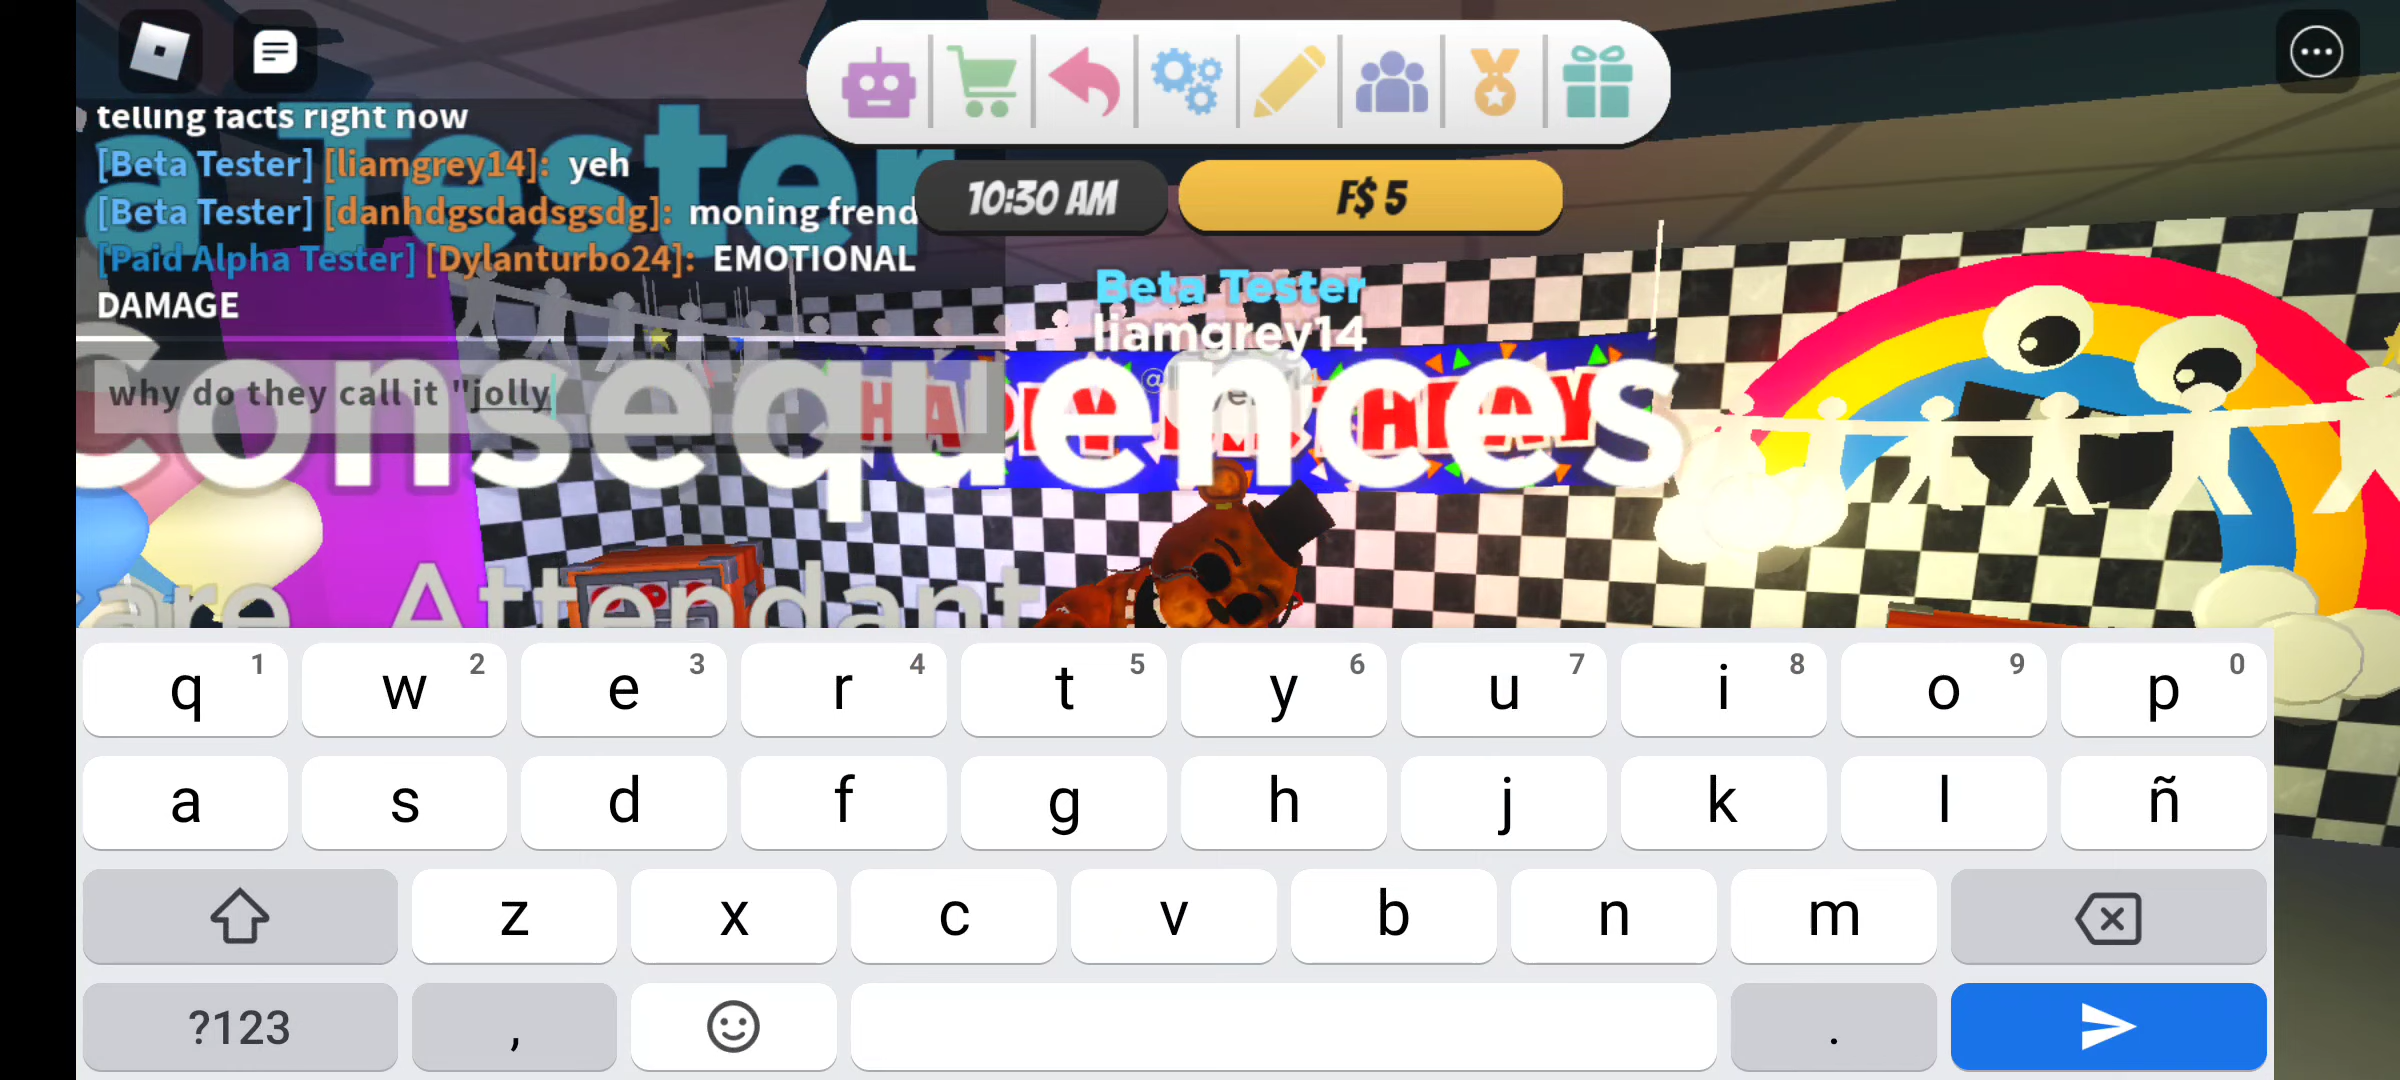 telling facts right now
[Beta Tester] [liamgrey14]: yeh
[Beta Tester] [danhdgsdadsgsdg]: moning frend
[Paid Alpha Tester] [Dylanturbo24]: EMOTIONAL
DAMAGE
why do they call it "jolly
10:30 AM
F$ 5
a Tester
Beta Tester
liamgrey14
Consequences
are Attendant
q 1 w 2 e 3 r 4 t 5 y 6 u 7 i 8 o 9 p 0
a s d f g h j k l ñ
z x c v b n m
?123 , .